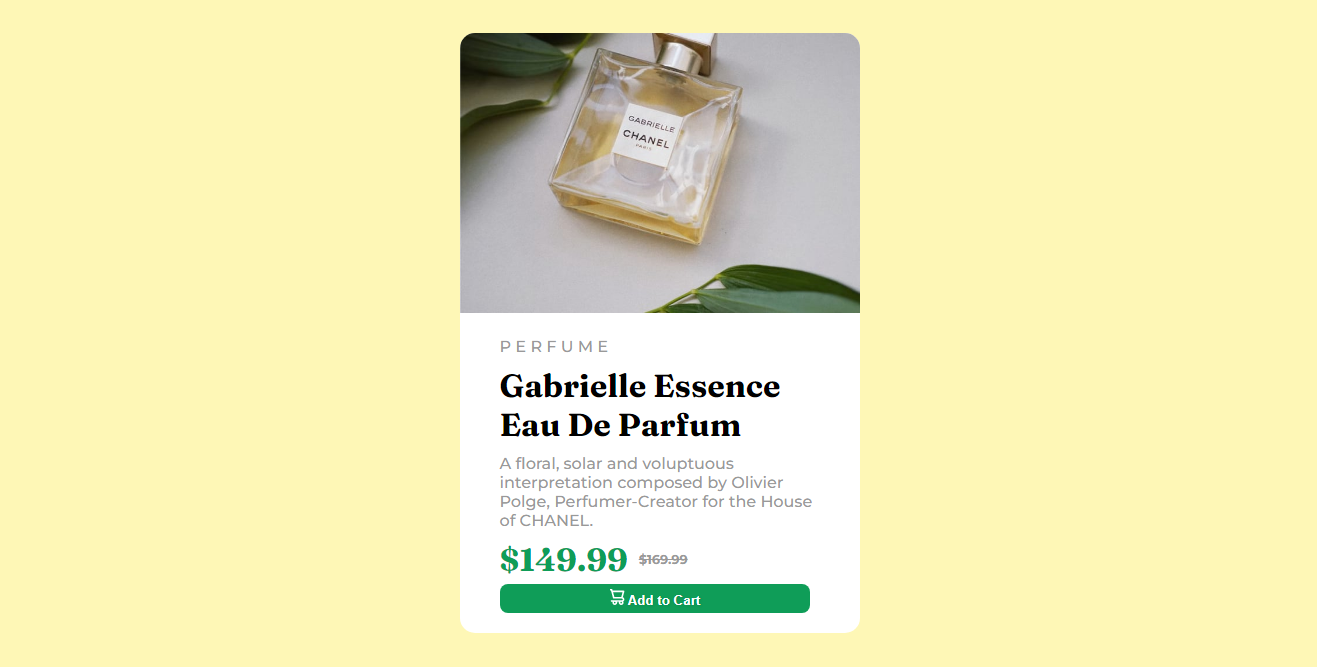 GABRIELLE
CHANEL
PARIS
PERFUME
Gabrielle Essence
Eau De Parfum
A floral, solar and voluptuous
interpretation composed by Olivier
Polge, Perfumer-Creator for the House
of CHANEL.
$149.99 $169.99
Add to Cart